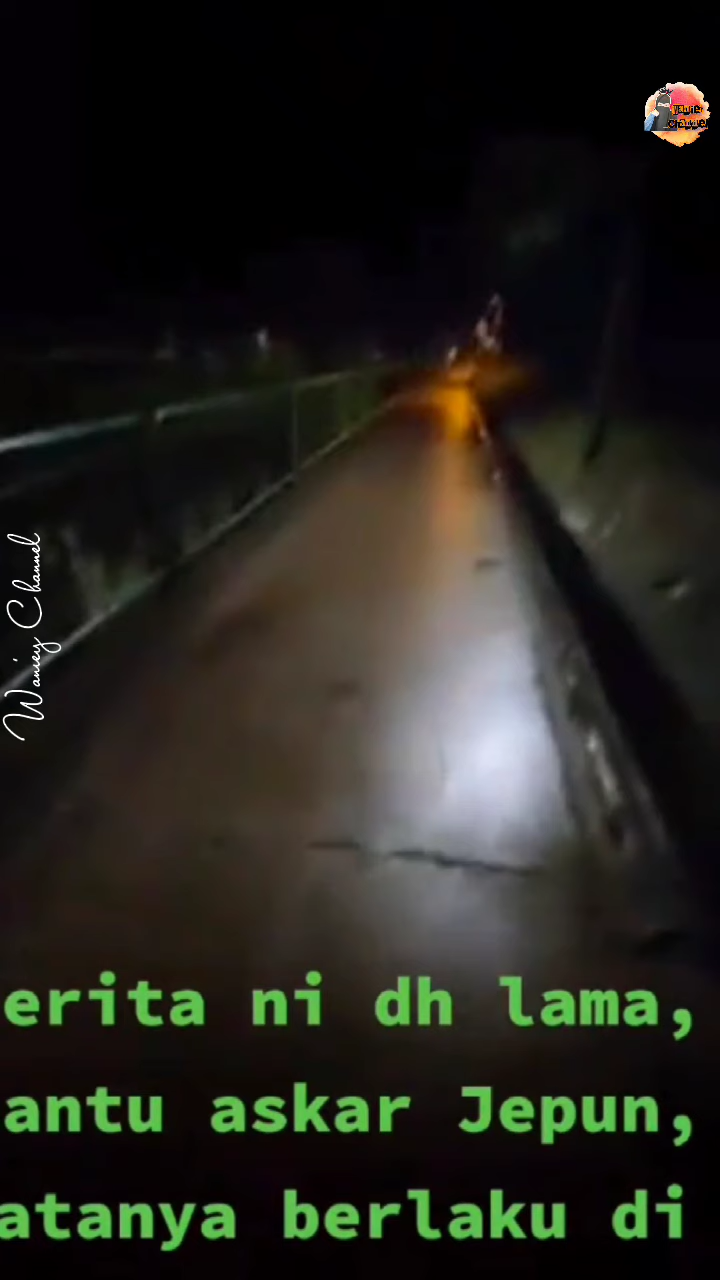 Waniey Channel
erita ni dh lama,
antu askar Jepun,
atanya berlaku di